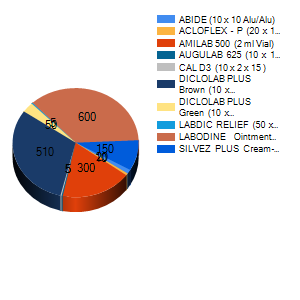 ABIDE (10 x 10 Alu/Alu)
ACLOFLEX - P (20 x 1...
AMILAB 500 (2 ml Vial)
AUGULAB 625 (10 x 1...
CAL D3 (10 x 2 x 15 )
DICLOLAB PLUS
Brown (10 x...
DICLOLAB PLUS
Green (10 x...
LABDIC RELIEF (50 x...
LABODINE Ointment...
SILVEZ PLUS Cream-...
600
5
50
150
510
5
300